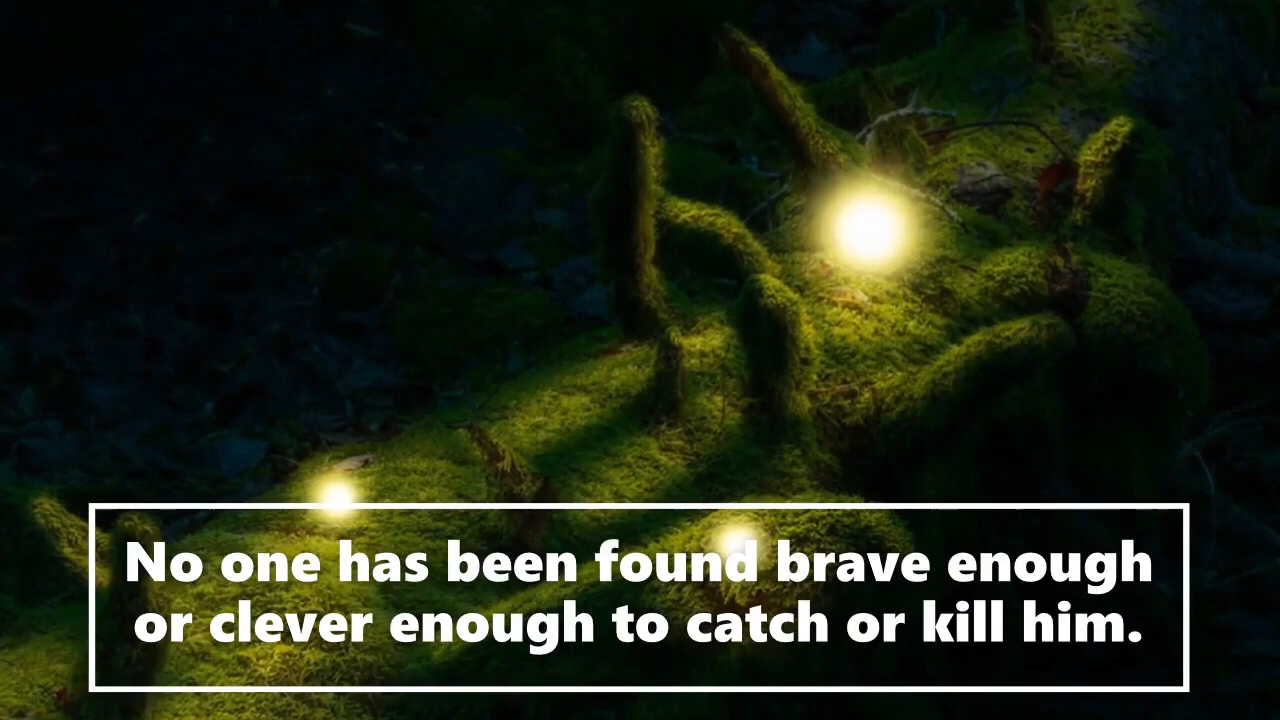 No one has been found brave enough
or clever enough to catch or kill him.